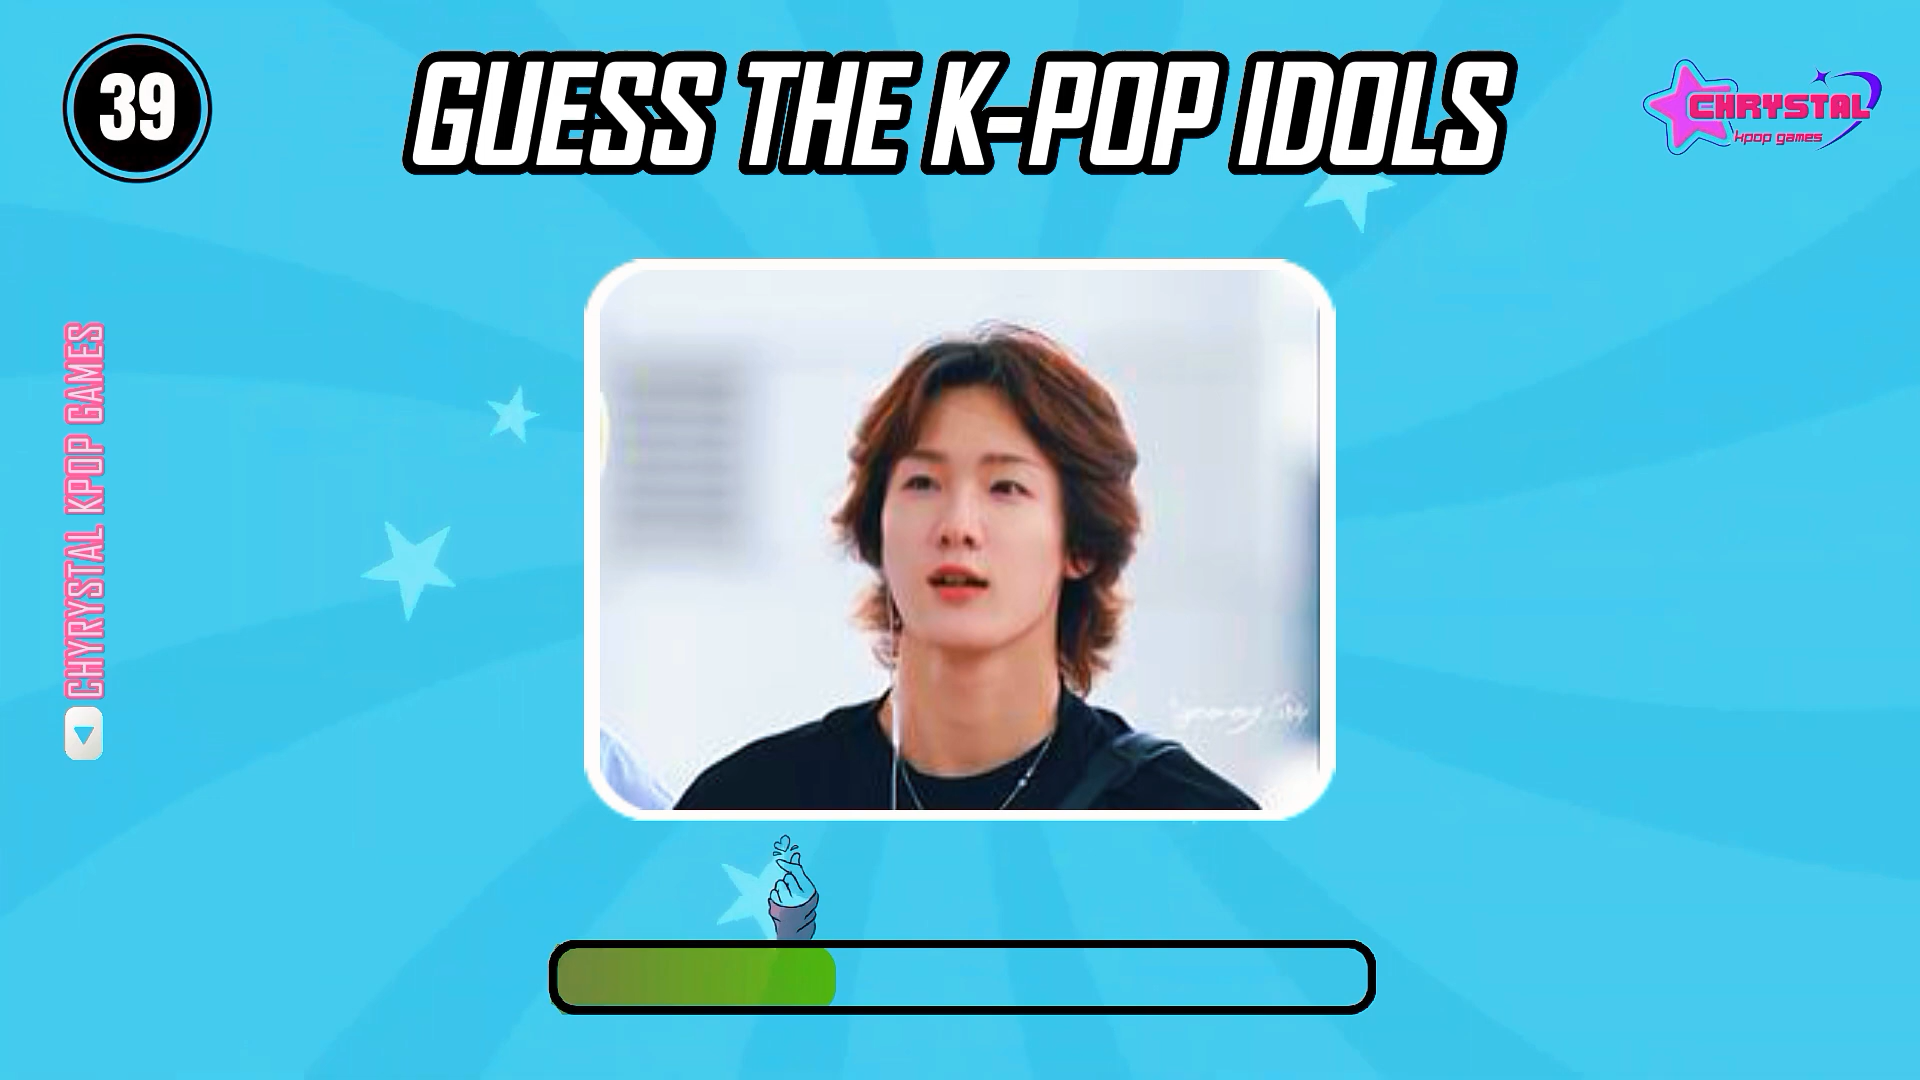 39
GUESS THE K-POP IDOLS
CHRYSTAL
kpop games
CHYRYSTAL KPOP GAMES